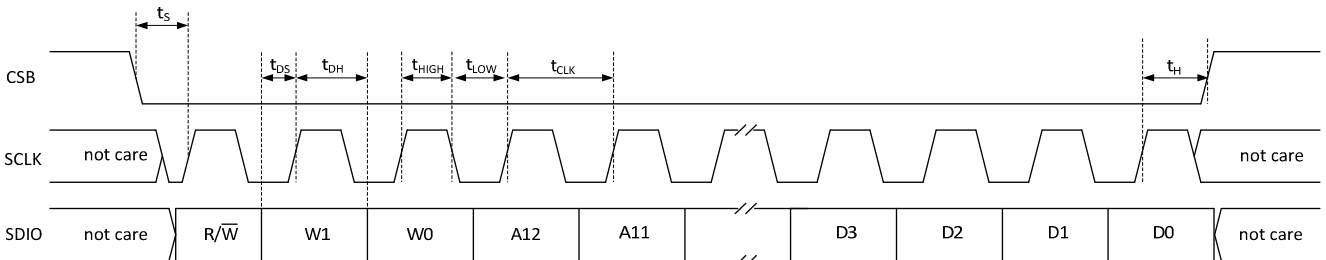 tS
tDS tDH tHIGH tLOW tCLK tH
CSB
SCLK not care not care
SDIO not care R/W̅ W1 W0 A12 A11 D3 D2 D1 D0 not care